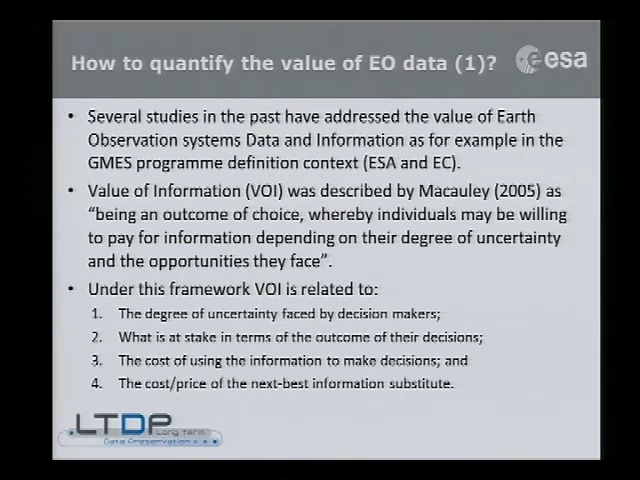 How to quantify the value of EO data (1)?
esa
• Several studies in the past have addressed the value of Earth
Observation systems Data and Information as for example in the
GMES programme definition context (ESA and EC).
• Value of Information (VOI) was described by Macauley (2005) as
“being an outcome of choice, whereby individuals may be willing
to pay for information depending on their degree of uncertainty
and the opportunities they face”.
• Under this framework VOI is related to:
1. The degree of uncertainty faced by decision makers;
2. What is at stake in terms of the outcome of their decisions;
3. The cost of using the information to make decisions; and
4. The cost/price of the next-best information substitute.
LTDP
Long Term
Data Preservation